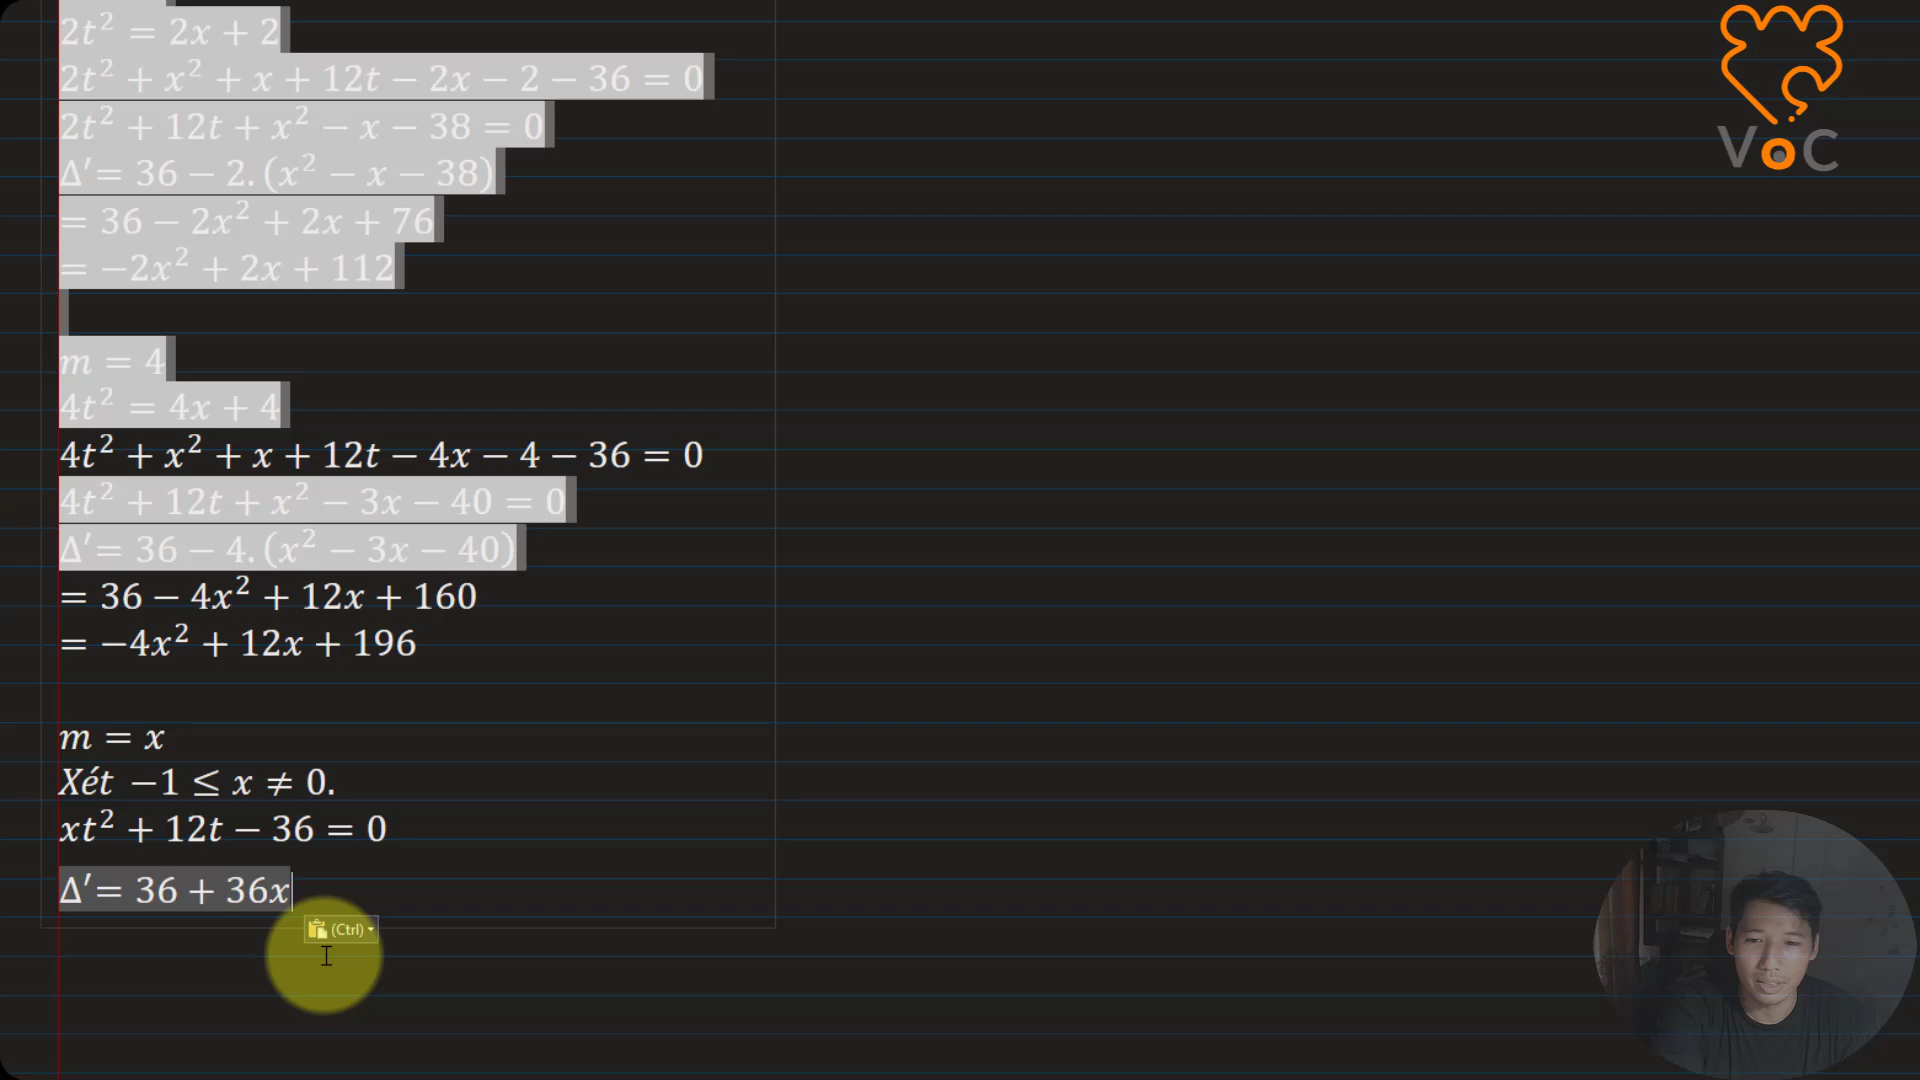 2t² = 2x + 2
2t² + x² + x + 12t − 2x − 2 − 36 = 0
2t² + 12t + x² − x − 38 = 0
Δ′= 36 − 2. (x² − x − 38)
= 36 − 2x² + 2x + 76
= −2x² + 2x + 112
m = 4
4t² = 4x + 4
4t² + x² + x + 12t − 4x − 4 − 36 = 0
4t² + 12t + x² − 3x − 40 = 0
Δ′= 36 − 4. (x² − 3x − 40)
= 36 − 4x² + 12x + 160
= −4x² + 12x + 196
m = x
Xét −1 ≤ x ≠ 0.
xt² + 12t − 36 = 0
Δ′= 36 + 36x
(Ctrl)
VoC